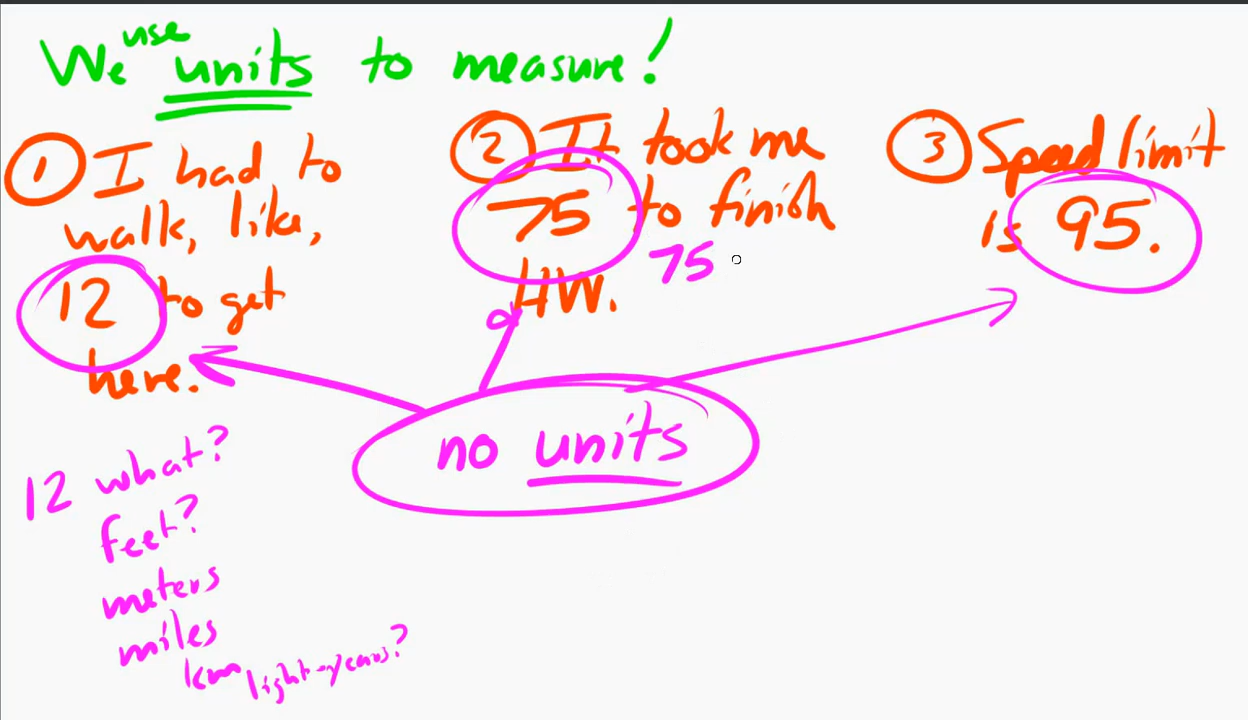 We use units to measure!
1 I had to
walk, like,
12 to get
here.
2 It took me
75 to finish
HW.
75
3 Speed limit
is 95.
no units
12 what?
feet?
meters
miles
km light-years?